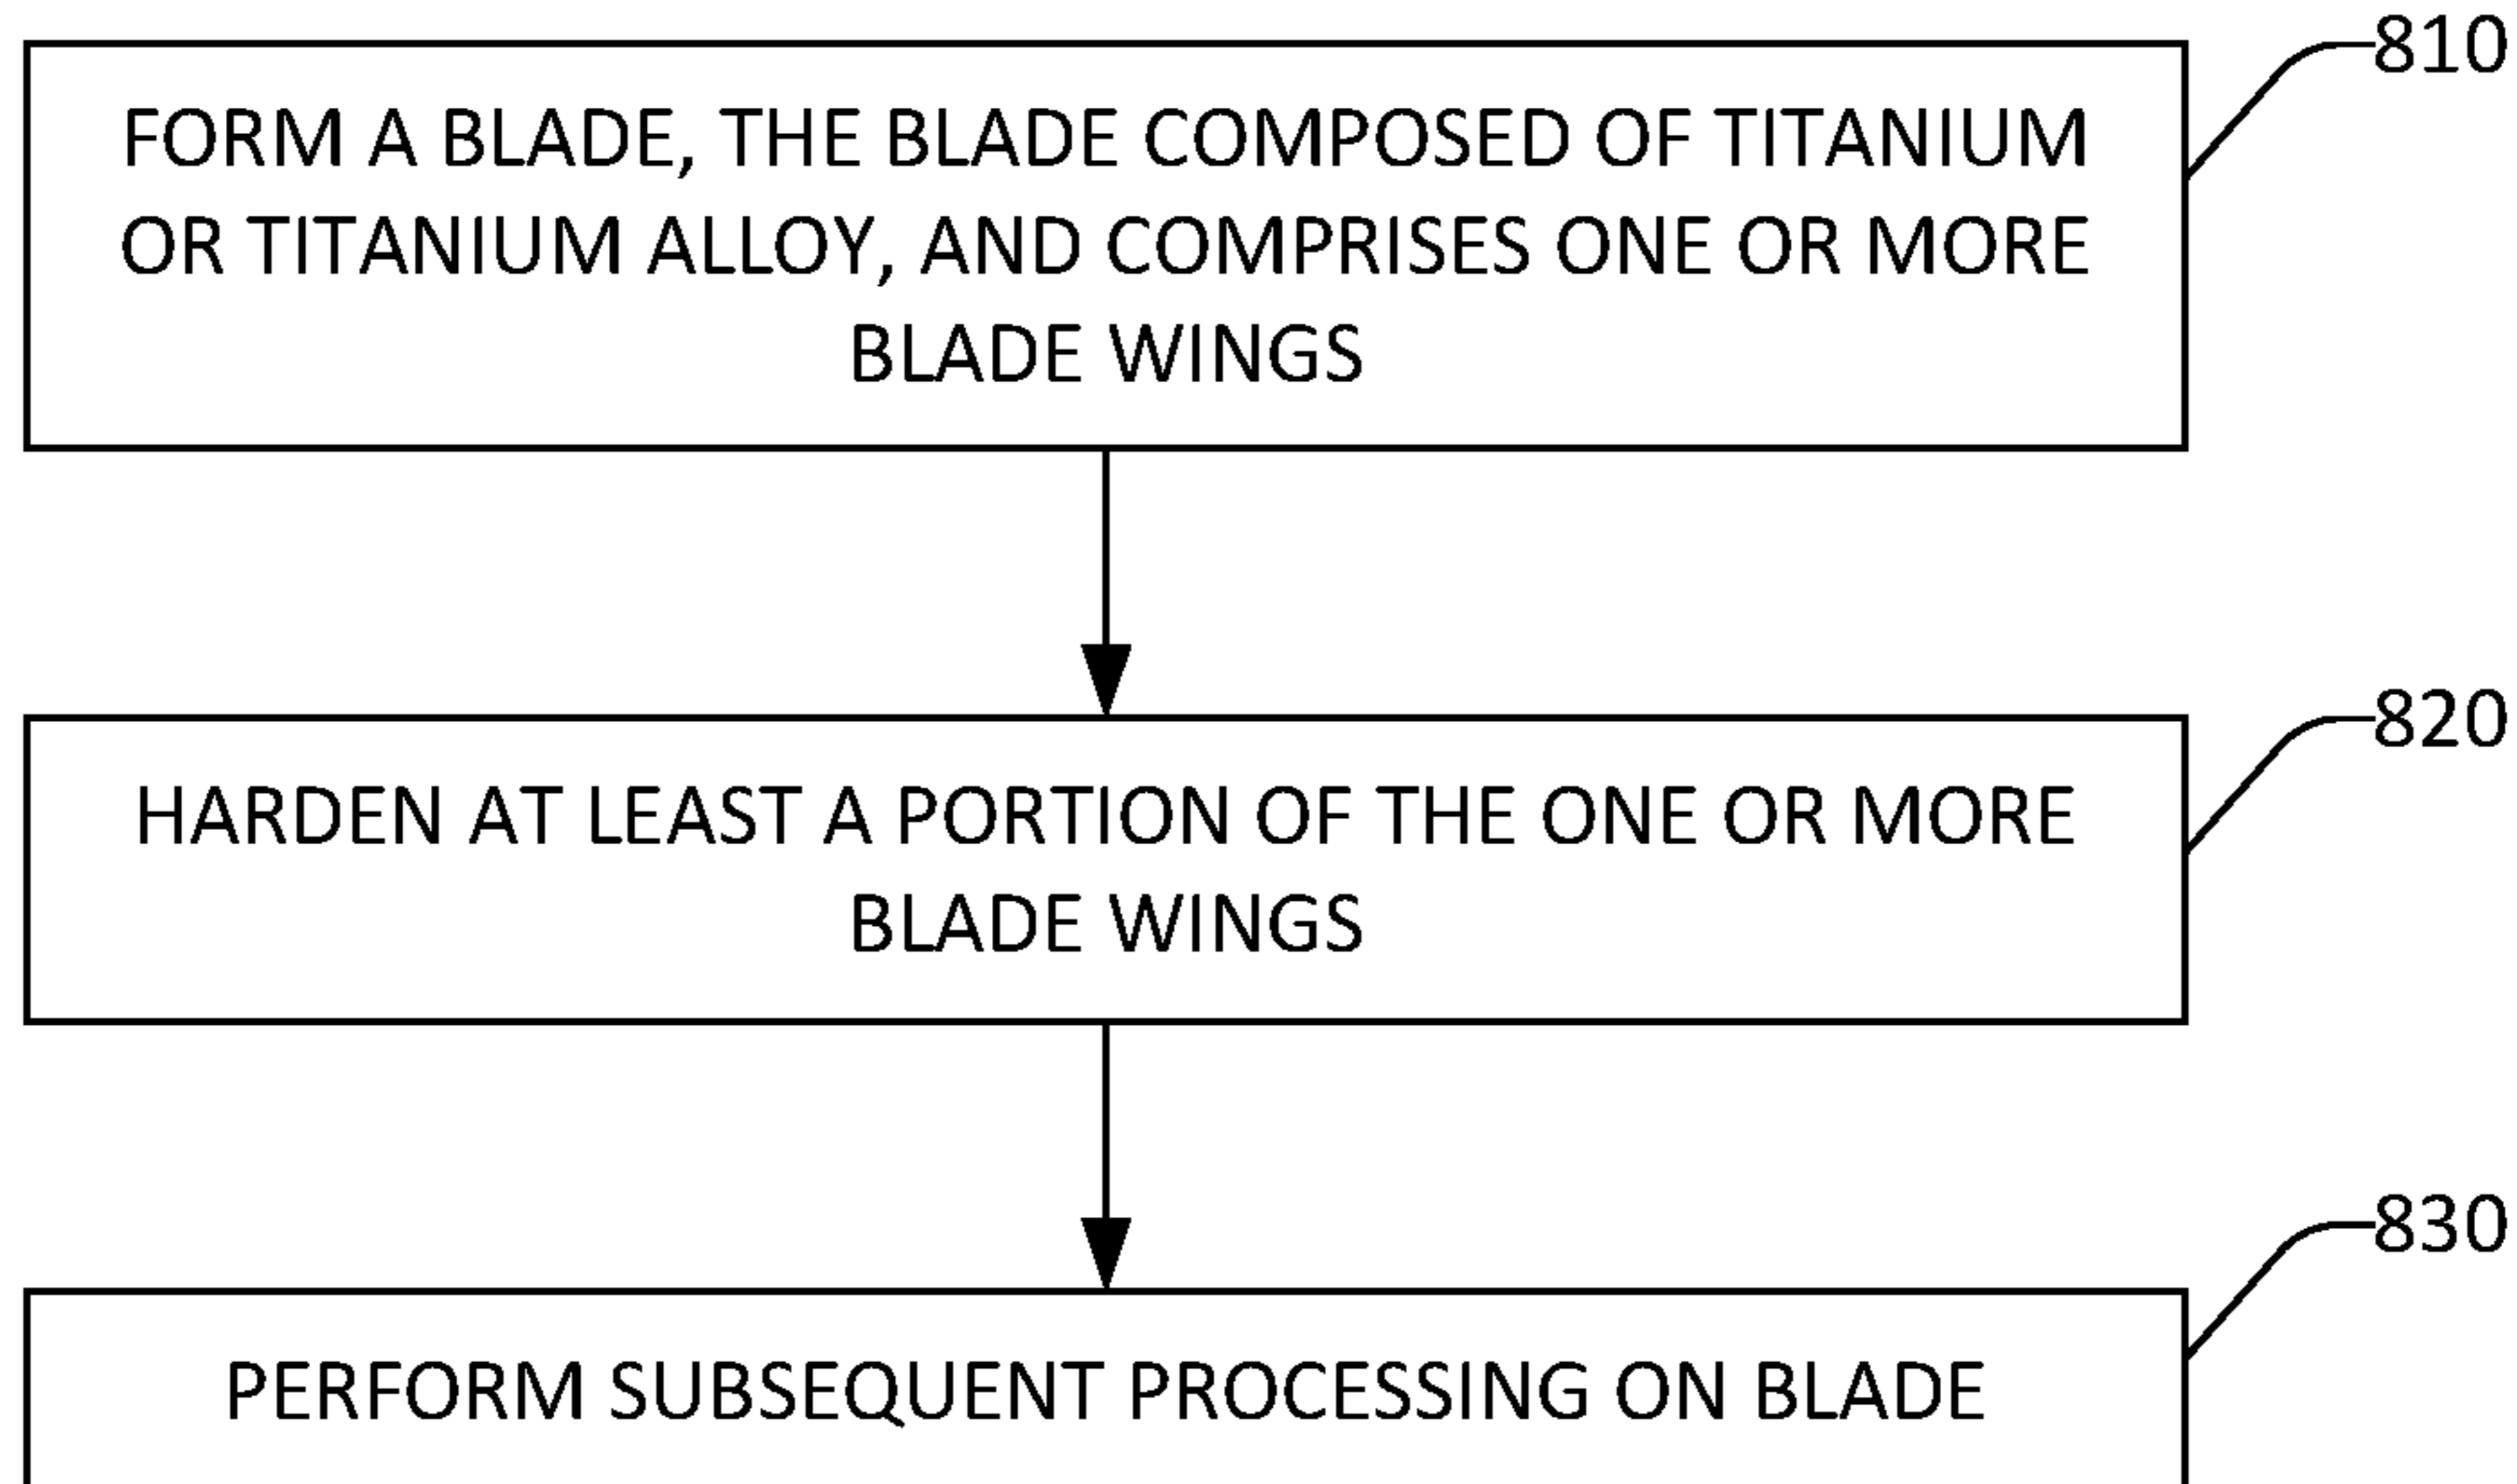 810
FORM A BLADE, THE BLADE COMPOSED OF TITANIUM
OR TITANIUM ALLOY, AND COMPRISES ONE OR MORE
BLADE WINGS
820
HARDEN AT LEAST A PORTION OF THE ONE OR MORE
BLADE WINGS
830
PERFORM SUBSEQUENT PROCESSING ON BLADE